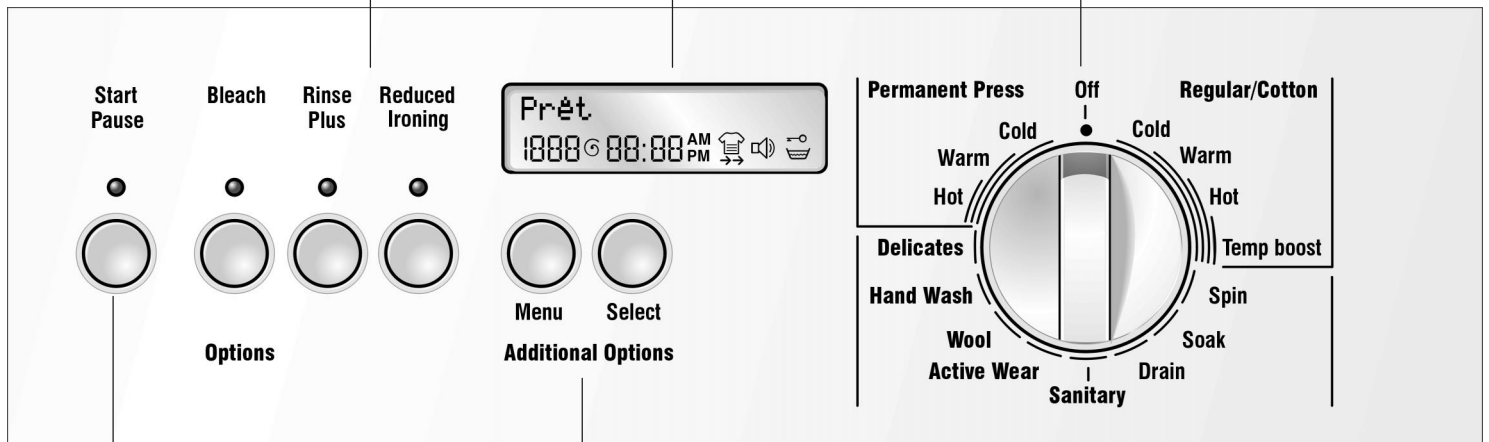 Start
Pause
Bleach
Rinse
Plus
Reduced
Ironing
Prêt
1888 88:88 AM
PM
Menu
Select
Options
Additional Options
Permanent Press
Off
Regular/Cotton
Cold
Warm
Hot
Cold
Warm
Hot
Temp boost
Delicates
Hand Wash
Wool
Active Wear
Sanitary
Spin
Soak
Drain